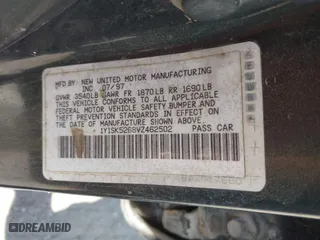 MFD BY NEW UNITED MOTOR MANUFACTURING
INC 07/97
GVWR 3540LB GAWR FR 1870LB RR 1690LB
THIS VEHICLE CONFORMS TO ALL APPLICABLE
FEDERAL MOTOR VEHICLE SAFETY BUMPER AND
THEFT PREVENTION STANDARDS IN EFFECT ON
THE DATE OF MANUFACTURE SHOWN ABOVE.
1Y1SK5268VZ462502 PASS CAR